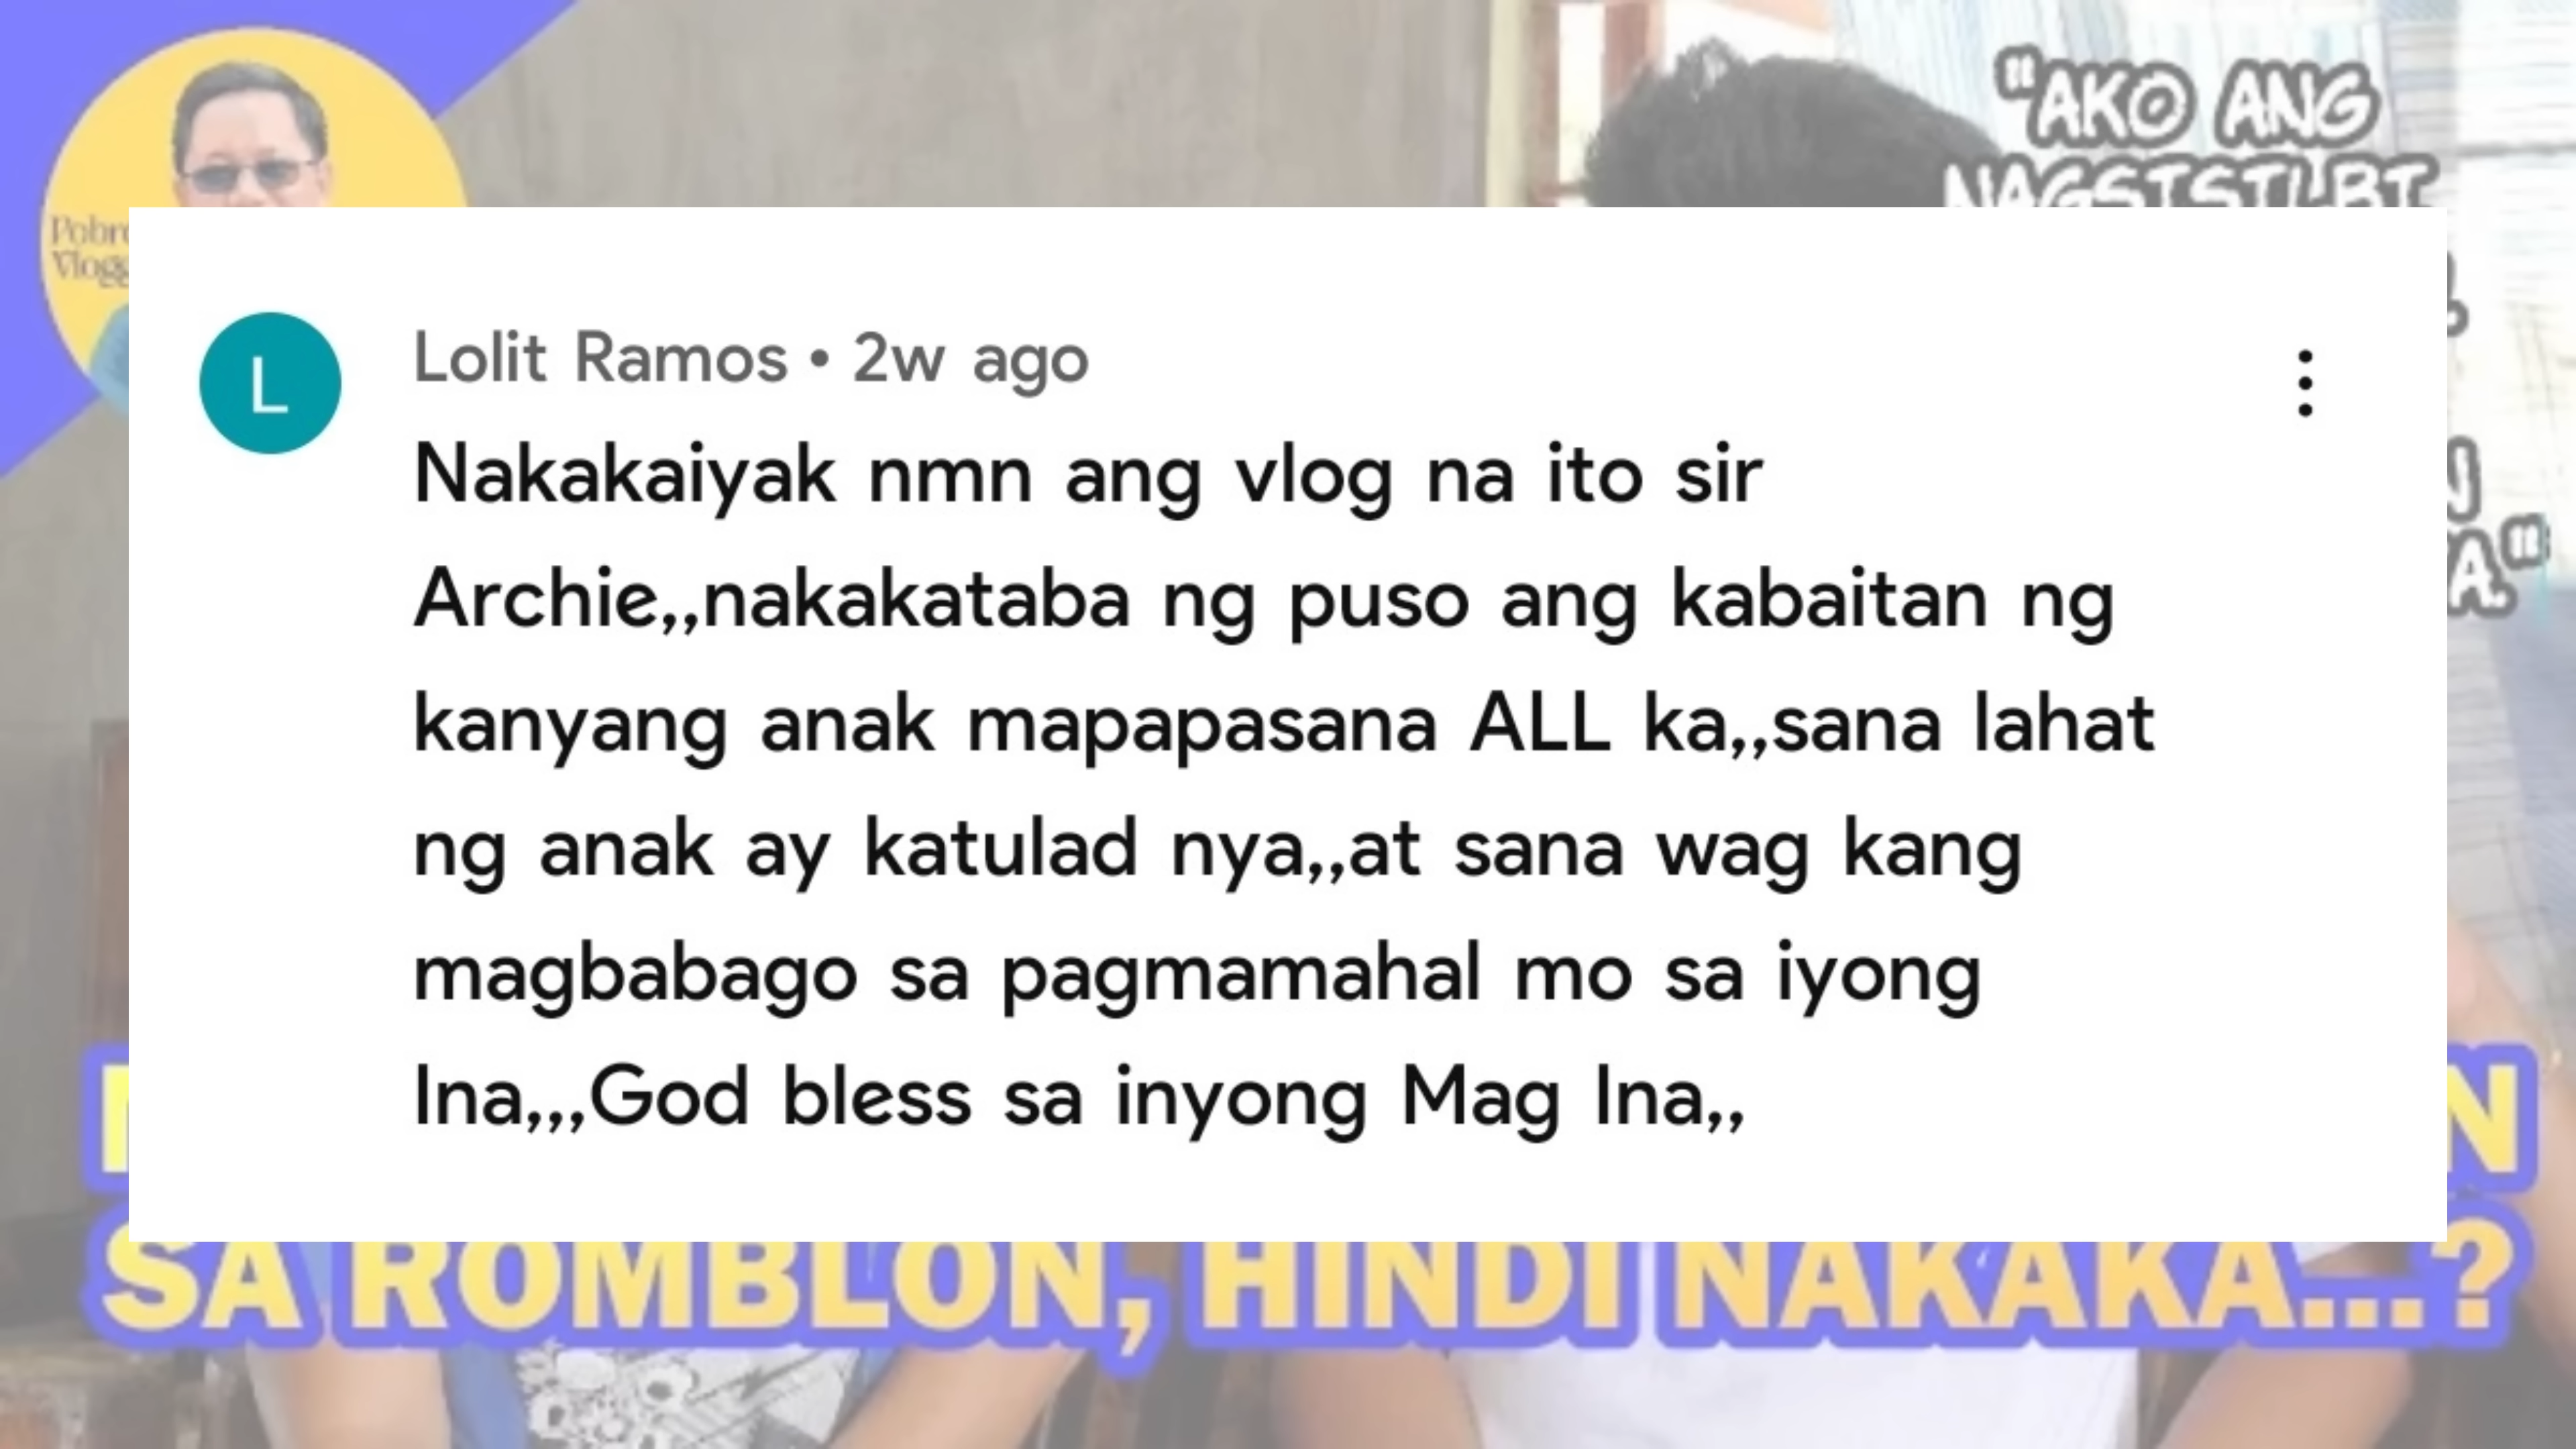 "AKO ANG
Lolit Ramos • 2w ago
L
Nakakaiyak nmn ang vlog na ito sir
Archie,,nakakataba ng puso ang kabaitan ng
kanyang anak mapapasana ALL ka,,sana lahat
ng anak ay katulad nya,,at sana wag kang
magbabago sa pagmamahal mo sa iyong
Ina,,,God bless sa inyong Mag Ina,,
SA ROMBLON, HINDI NAKAKA...?